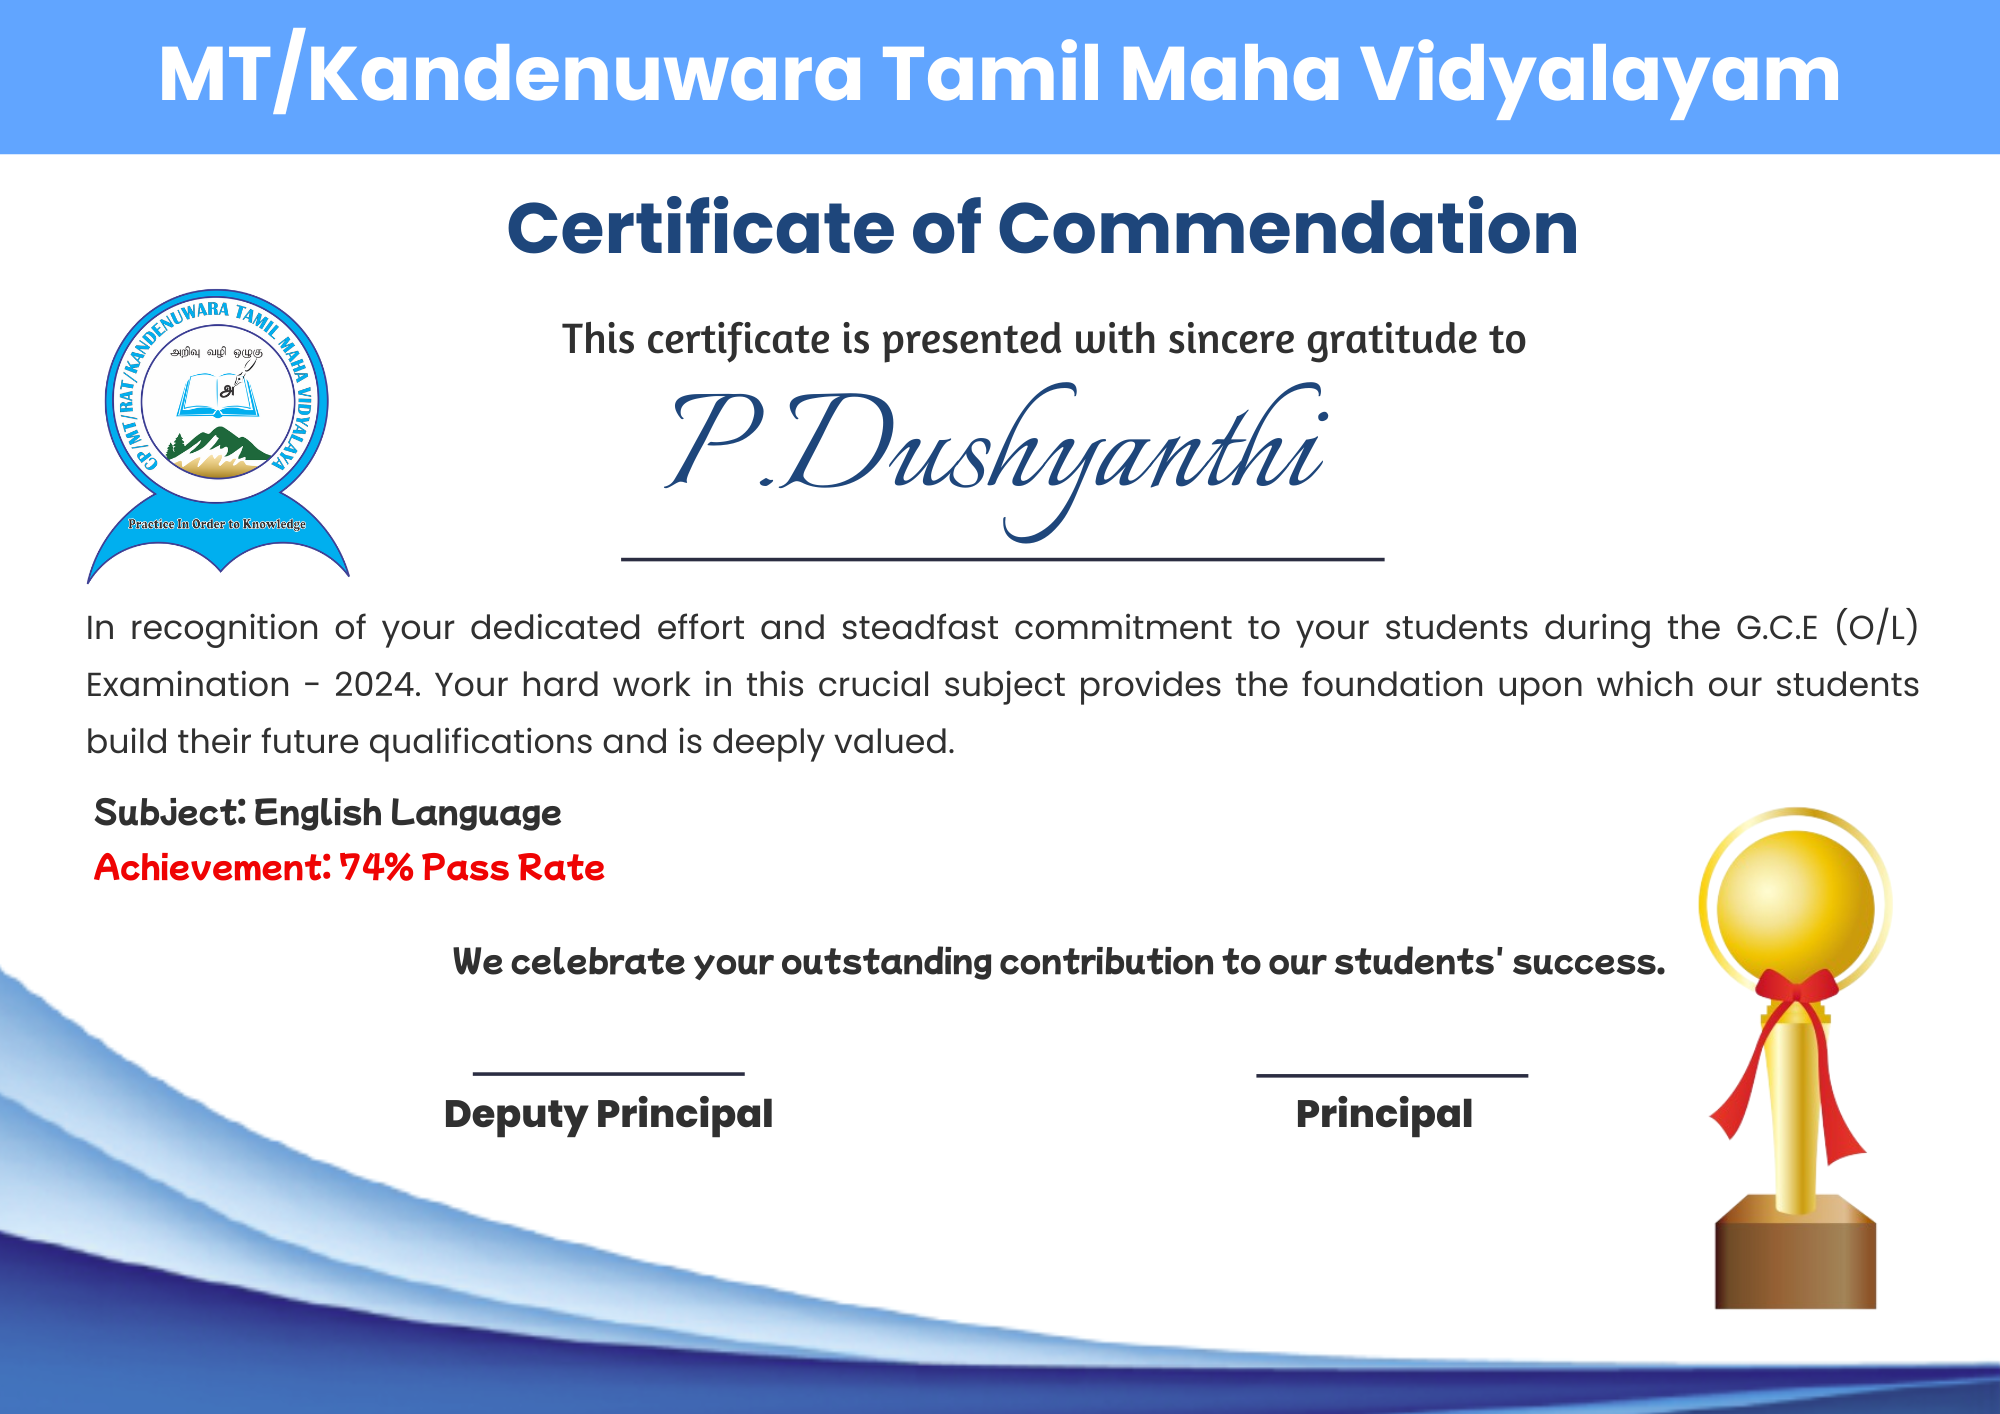 MT/Kandenuwara Tamil Maha Vidyalayam
Certificate of Commendation
CP/MT/RAT/KANDENUWARA TAMIL MAHA VIDYALAYA
அறிவு வழி ஒழுகு
அ
Practice In Order to Knowledge
This certificate is presented with sincere gratitude to
P.Dushyanthi
In recognition of your dedicated effort and steadfast commitment to your students during the G.C.E (O/L)
Examination - 2024. Your hard work in this crucial subject provides the foundation upon which our students
build their future qualifications and is deeply valued.
Subject: English Language
Achievement: 74% Pass Rate
We celebrate your outstanding contribution to our students' success.
Deputy Principal
Principal